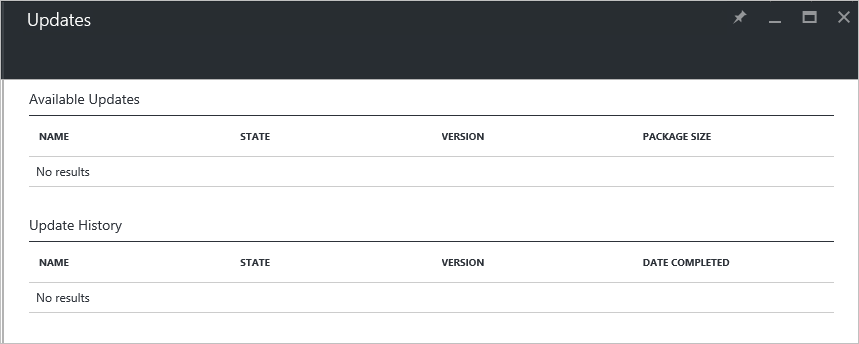 Updates
Available Updates
NAME STATE VERSION PACKAGE SIZE
No results
Update History
NAME STATE VERSION DATE COMPLETED
No results